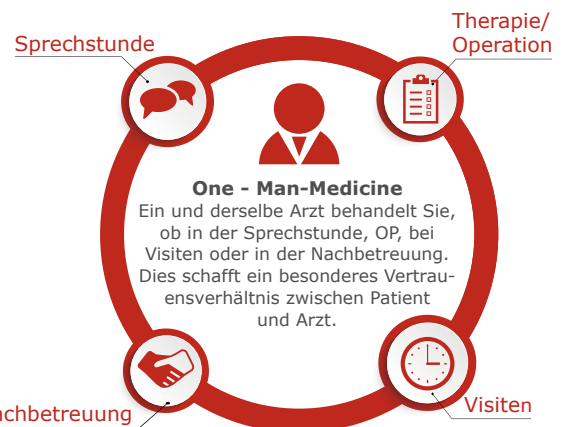 Sprechstunde
Therapie/
Operation
One - Man-Medicine
Ein und derselbe Arzt behandelt Sie,
ob in der Sprechstunde, OP, bei
Visiten oder in der Nachbetreuung.
Dies schafft ein besonderes Vertrau-
ensverhältnis zwischen Patient
und Arzt.
achbetreuung
Visiten